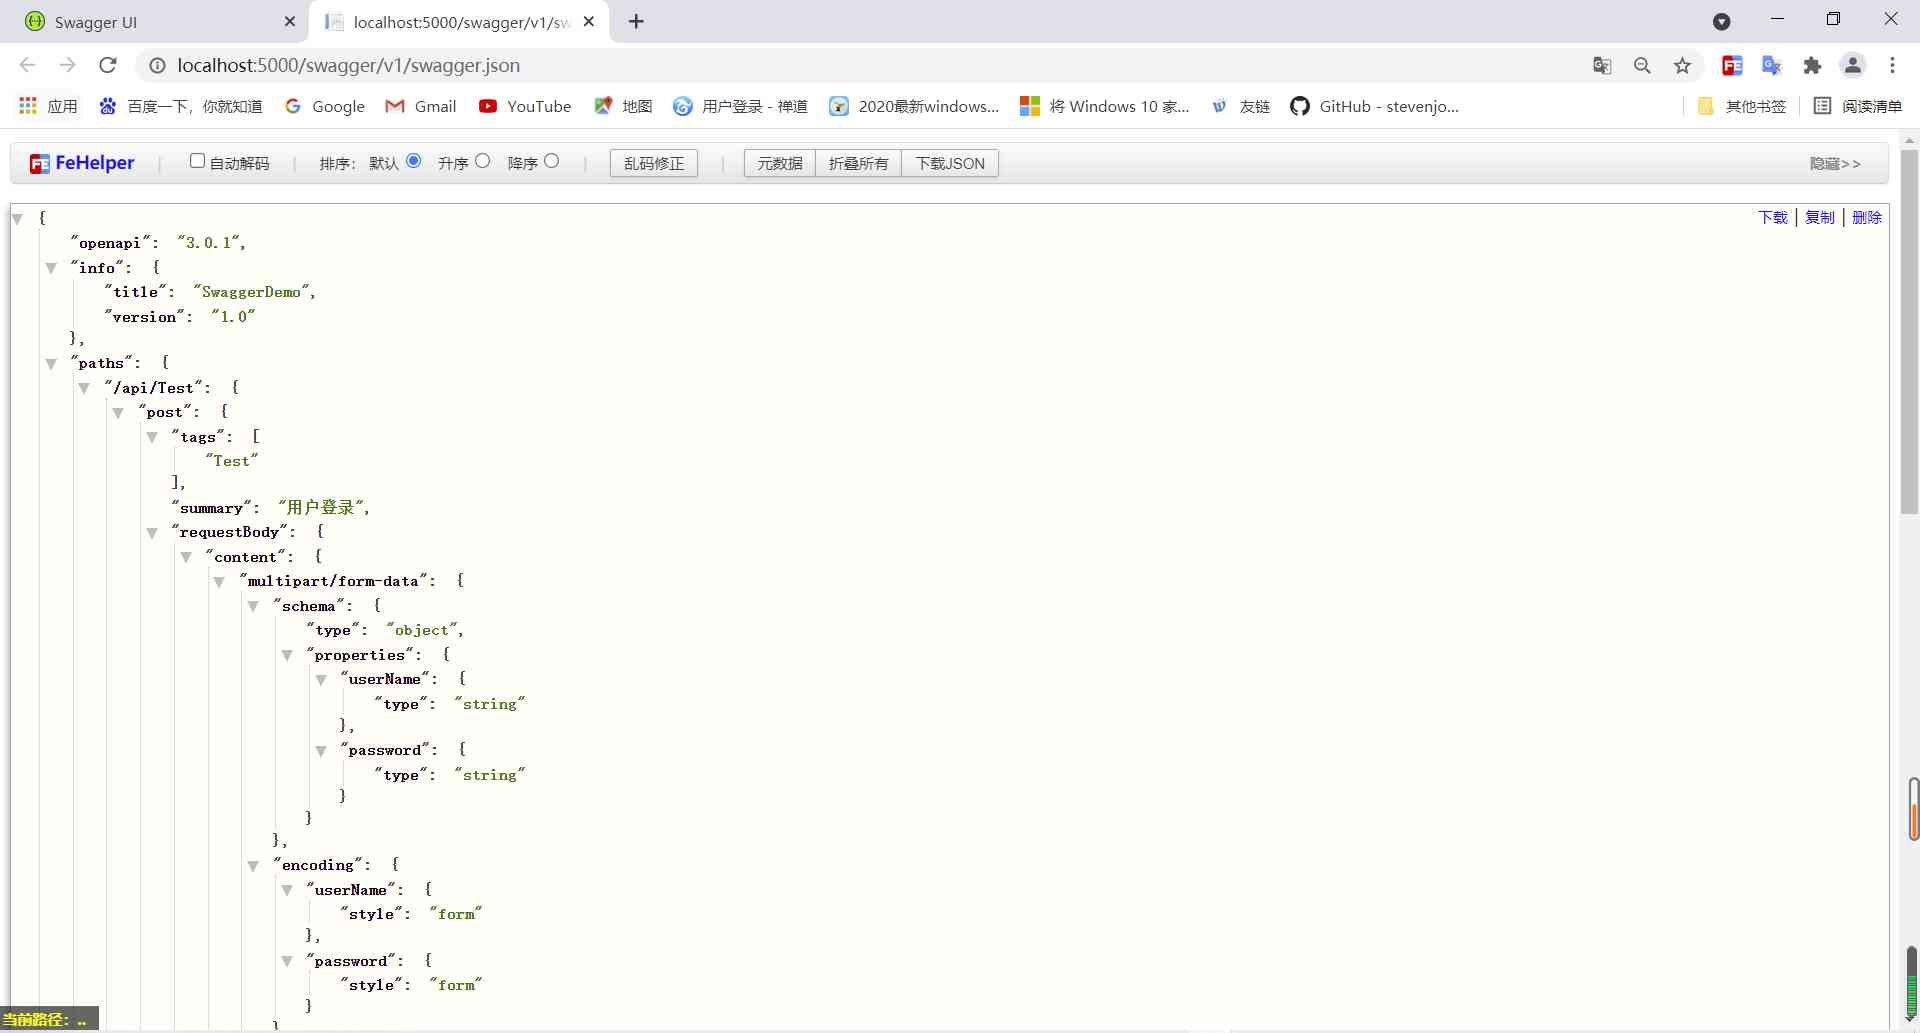 Swagger UI
localhost:5000/swagger/v1/sw
localhost:5000/swagger/v1/swagger.json
应用 百度一下，你就知道 Google Gmail YouTube 地图 用户登录 - 禅道 2020最新windows... 将 Windows 10 家... 友链 GitHub - stevenjo... 其他书签 阅读清单
FeHelper 自动解码 排序： 默认 升序 降序 乱码修正 元数据 折叠所有 下载JSON 隐藏>>
下载 | 复制 | 删除
{
"openapi": "3.0.1",
"info": {
"title": "SwaggerDemo",
"version": "1.0"
},
"paths": {
"/api/Test": {
"post": {
"tags": [
"Test"
],
"summary": "用户登录",
"requestBody": {
"content": {
"multipart/form-data": {
"schema": {
"type": "object",
"properties": {
"userName": {
"type": "string"
},
"password": {
"type": "string"
}
}
},
"encoding": {
"userName": {
"style": "form"
},
"password": {
"style": "form"
}
}
当前路径：..